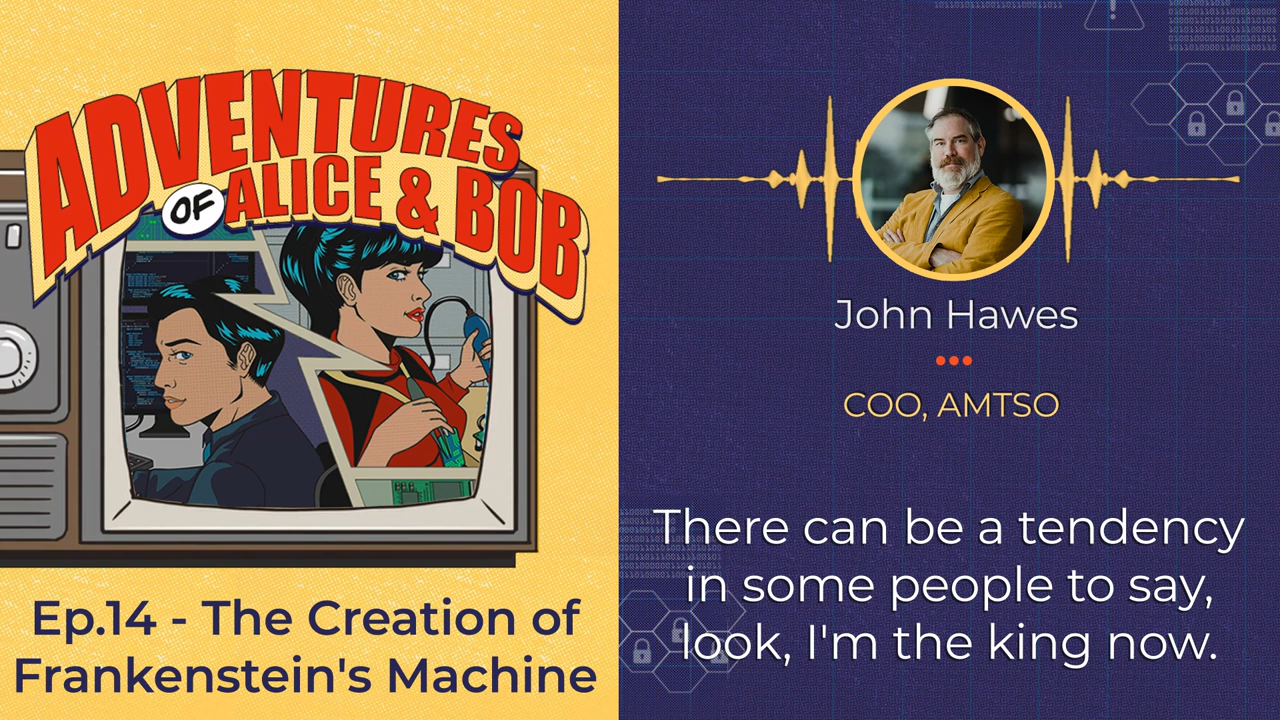 ADVENTURES
OF ALICE & BOB
Ep.14 - The Creation of
Frankenstein's Machine
John Hawes
COO, AMTSO
There can be a tendency
in some people to say,
look, I'm the king now.